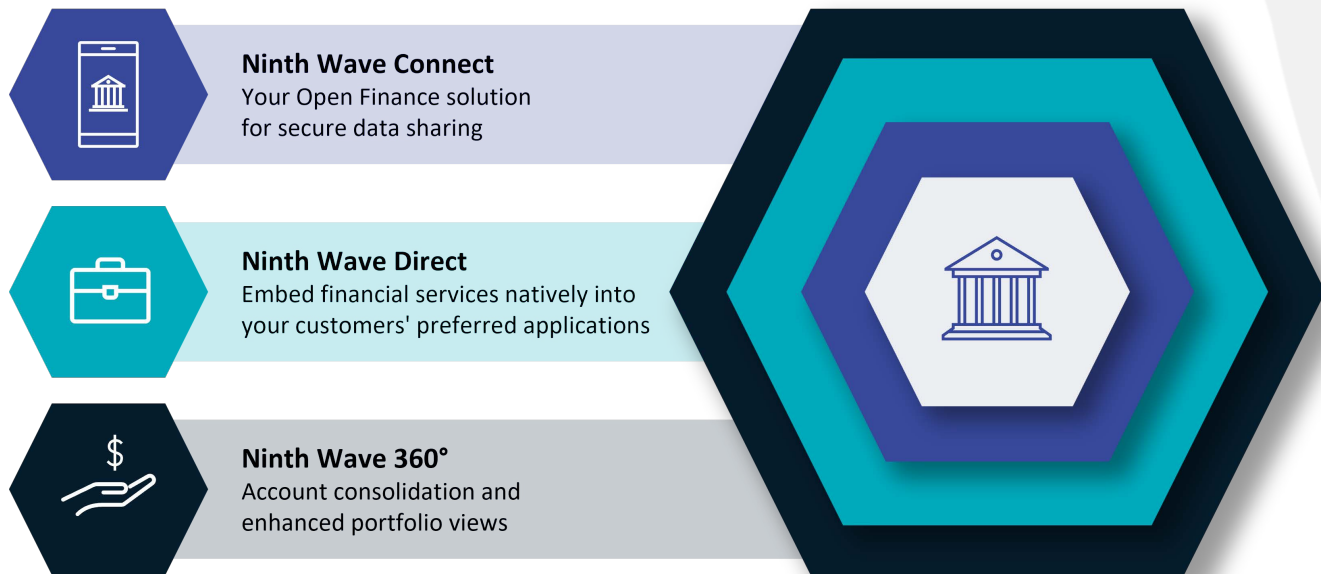 Ninth Wave Connect
Your Open Finance solution
for secure data sharing
Ninth Wave Direct
Embed financial services natively into
your customers' preferred applications
$
Ninth Wave 360°
Account consolidation and
enhanced portfolio views